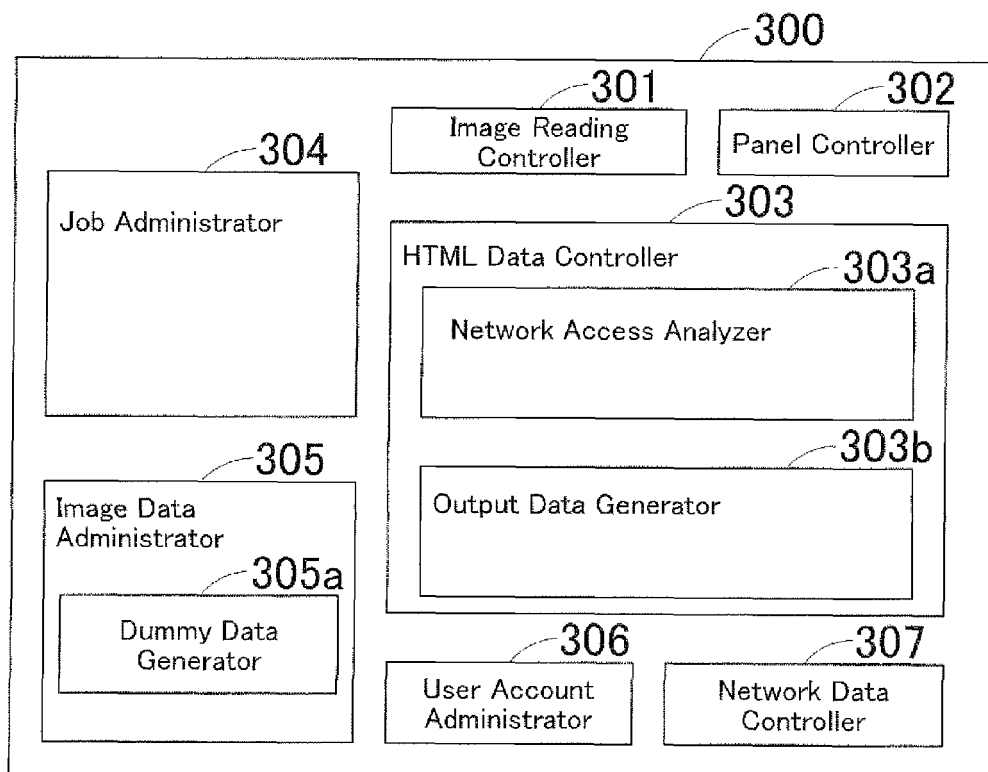 300
301
Image Reading
Controller
302
Panel Controller
304
Job Administrator
303
HTML Data Controller
303a
Network Access Analyzer
303b
Output Data Generator
305
Image Data
Administrator
305a
Dummy Data
Generator
306
User Account
Administrator
307
Network Data
Controller